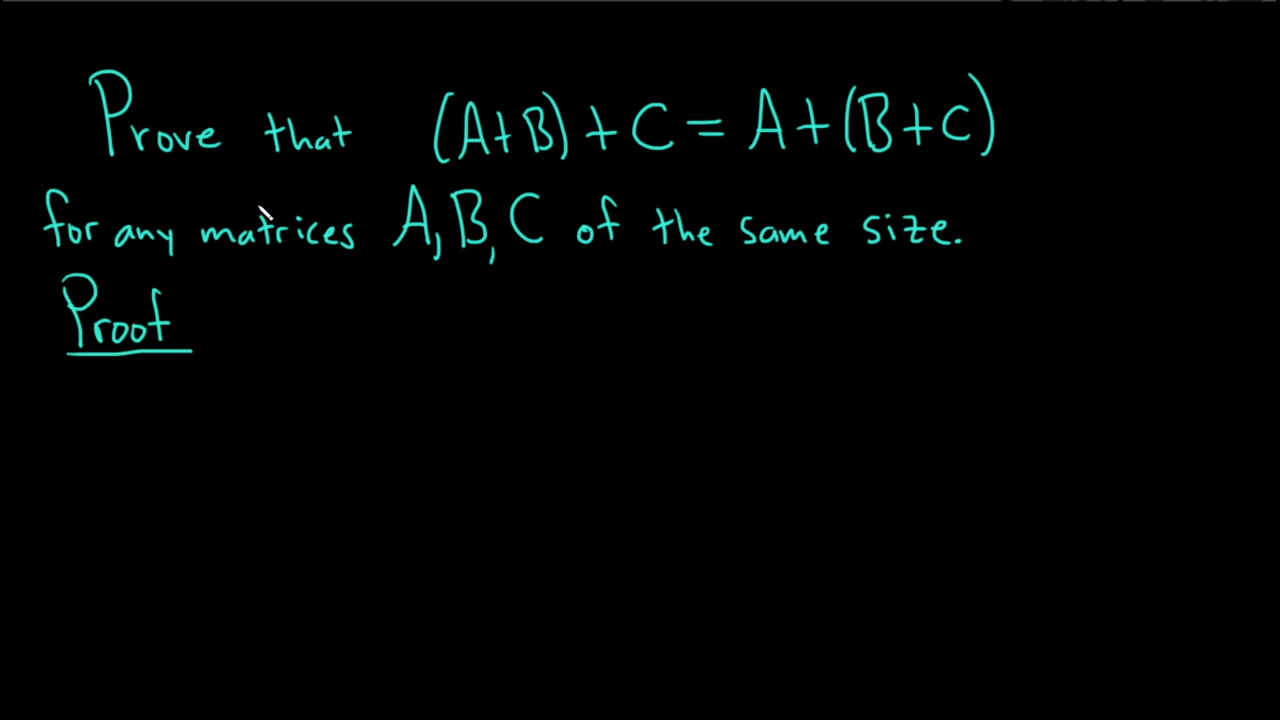 Prove that (A+B)+C = A+(B+C)
for any matrices A, B, C of the same size.
Proof